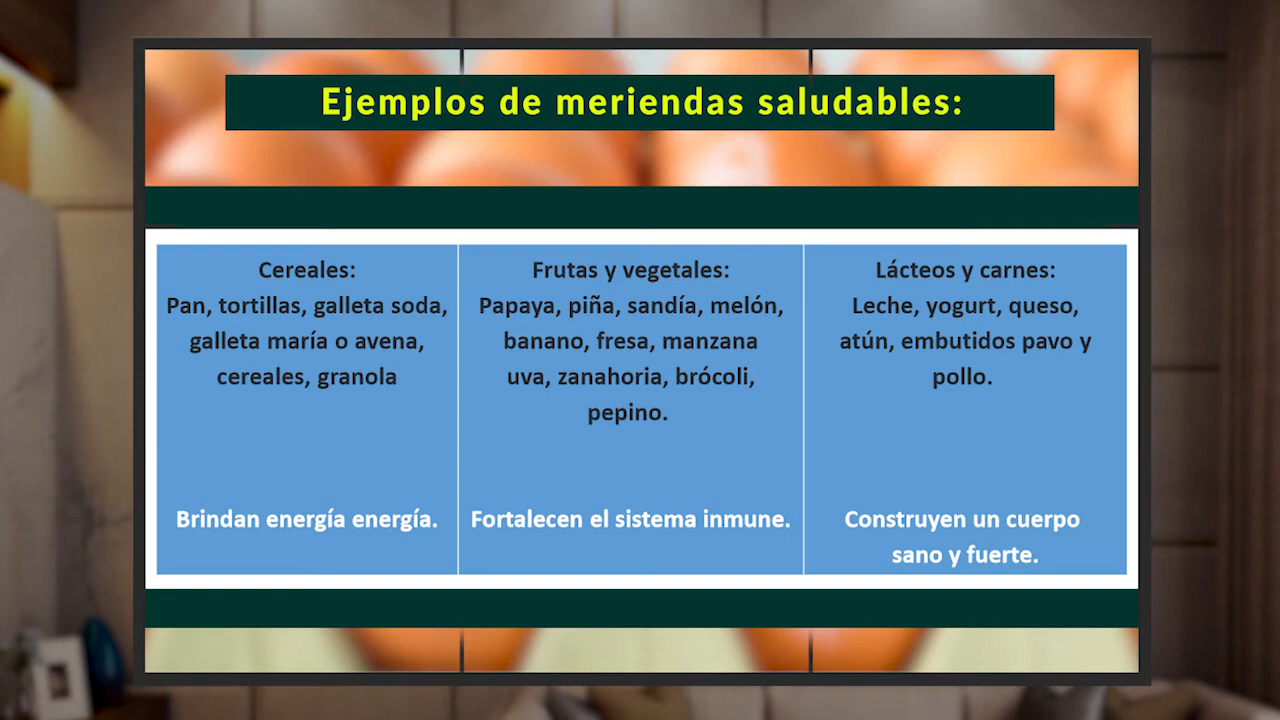 Ejemplos de meriendas saludables:
Cereales:
Pan, tortillas, galleta soda,
galleta maría o avena,
cereales, granola
Brindan energía energía.
Frutas y vegetales:
Papaya, piña, sandía, melón,
banano, fresa, manzana
uva, zanahoria, brócoli,
pepino.
Fortalecen el sistema inmune.
Lácteos y carnes:
Leche, yogurt, queso,
atún, embutidos pavo y
pollo.
Construyen un cuerpo
sano y fuerte.